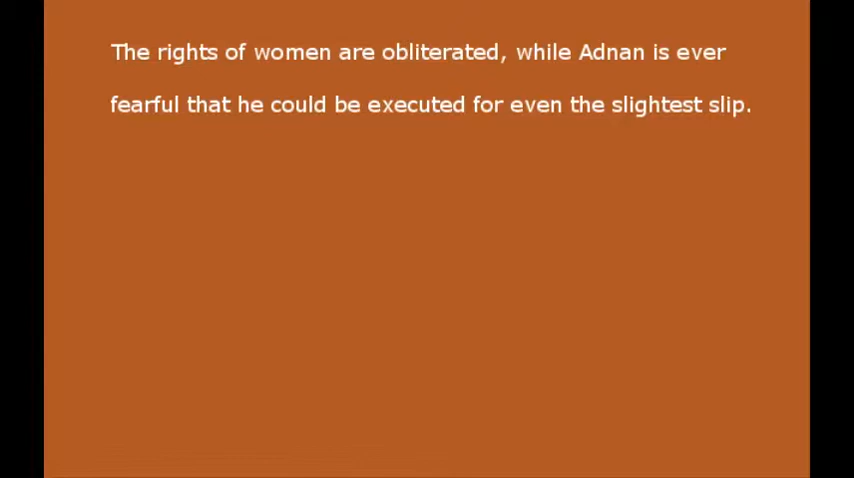 The rights of women are obliterated, while Adnan is ever
fearful that he could be executed for even the slightest slip.